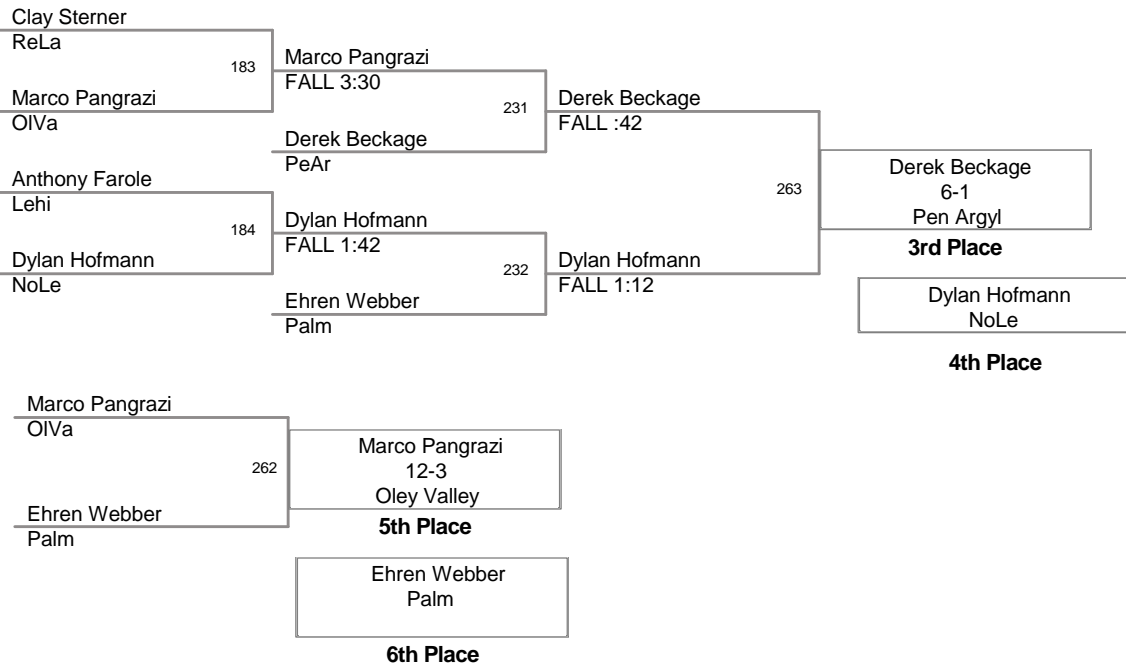 Clay Sterner
ReLa
183
Marco Pangrazi
OlVa
Marco Pangrazi
FALL 3:30
231
Derek Beckage
PeAr
Derek Beckage
FALL :42
Anthony Farole
Lehi
184
Dylan Hofmann
NoLe
Dylan Hofmann
FALL 1:42
232
Ehren Webber
Palm
Dylan Hofmann
FALL 1:12
263
Derek Beckage
6-1
Pen Argyl
3rd Place
Dylan Hofmann
NoLe
4th Place
Marco Pangrazi
OlVa
262
Ehren Webber
Palm
Marco Pangrazi
12-3
Oley Valley
5th Place
Ehren Webber
Palm
6th Place